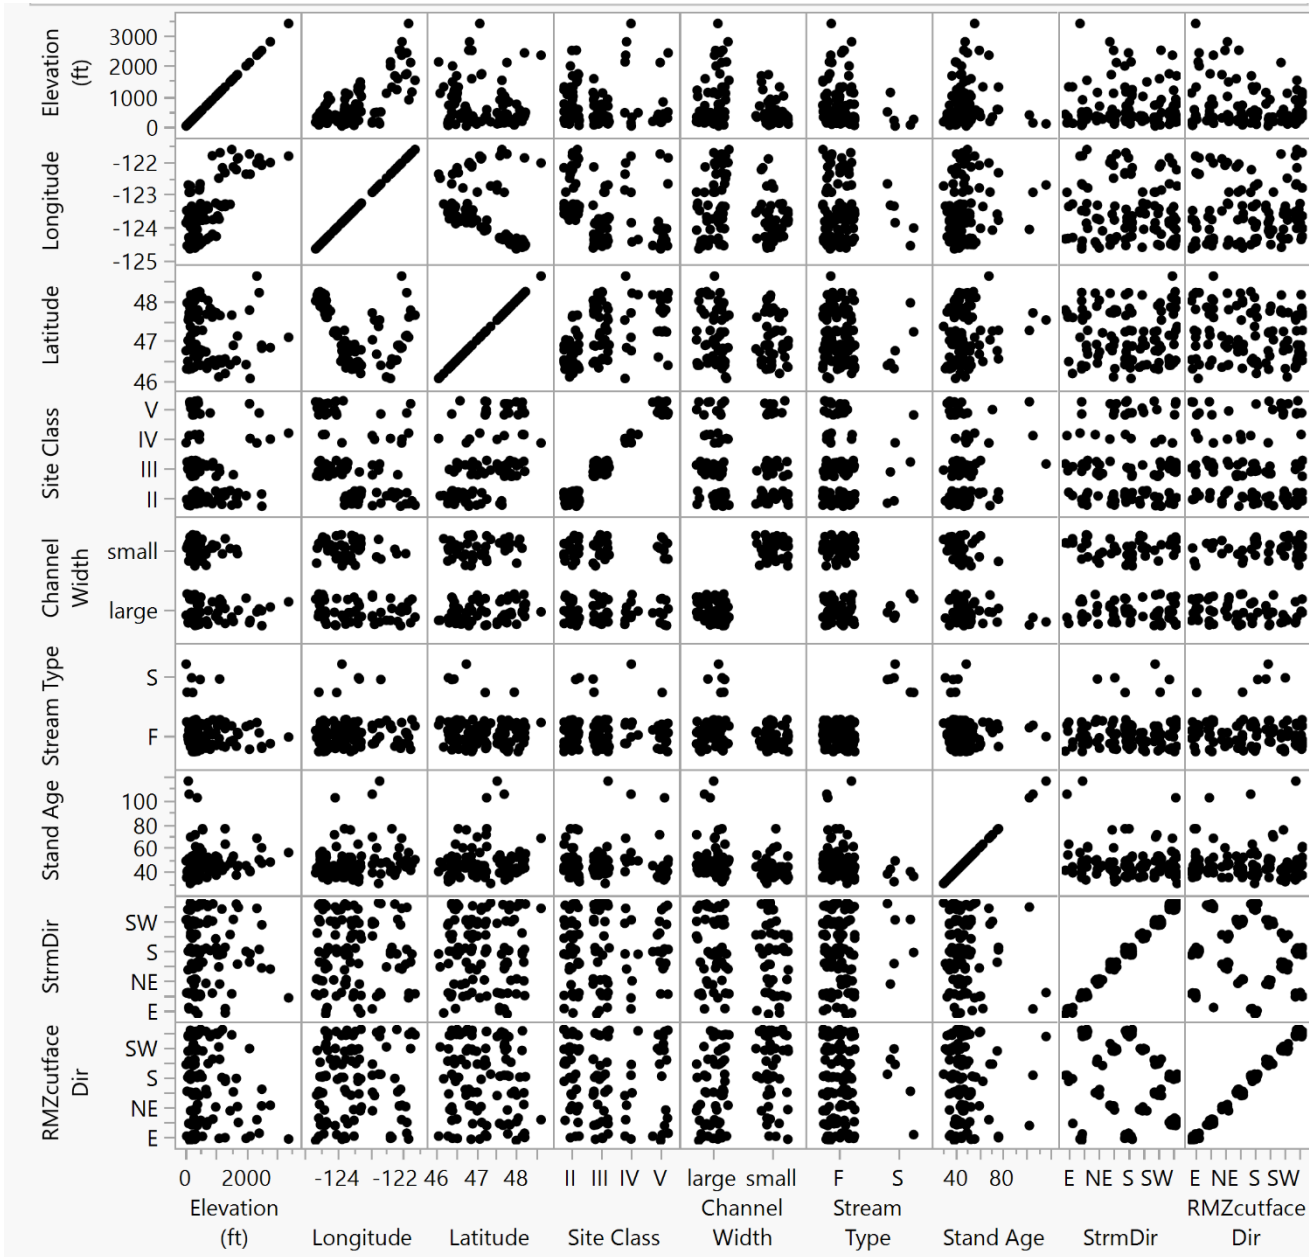 Elevation
(ft)
3000
2000
1000
0
Longitude
-122
-123
-124
-125
Latitude
48
47
46
Site Class
V
IV
III
II
Channel
Width
small
large
Stream Type
S
F
Stand Age
100
80
60
40
StrmDir
SW
S
NE
E
RMZcutface
Dir
SW
S
NE
E
0 2000 -124 -122 46 47 48 II III IV V large small F S 40 80 E NE S SW E NE S SW
Elevation
(ft)
Longitude
Latitude
Site Class
Channel
Width
Stream
Type
Stand Age
StrmDir
RMZcutface
Dir